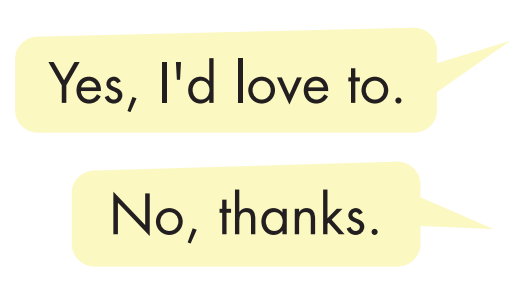 Yes, I'd love to.
No, thanks.